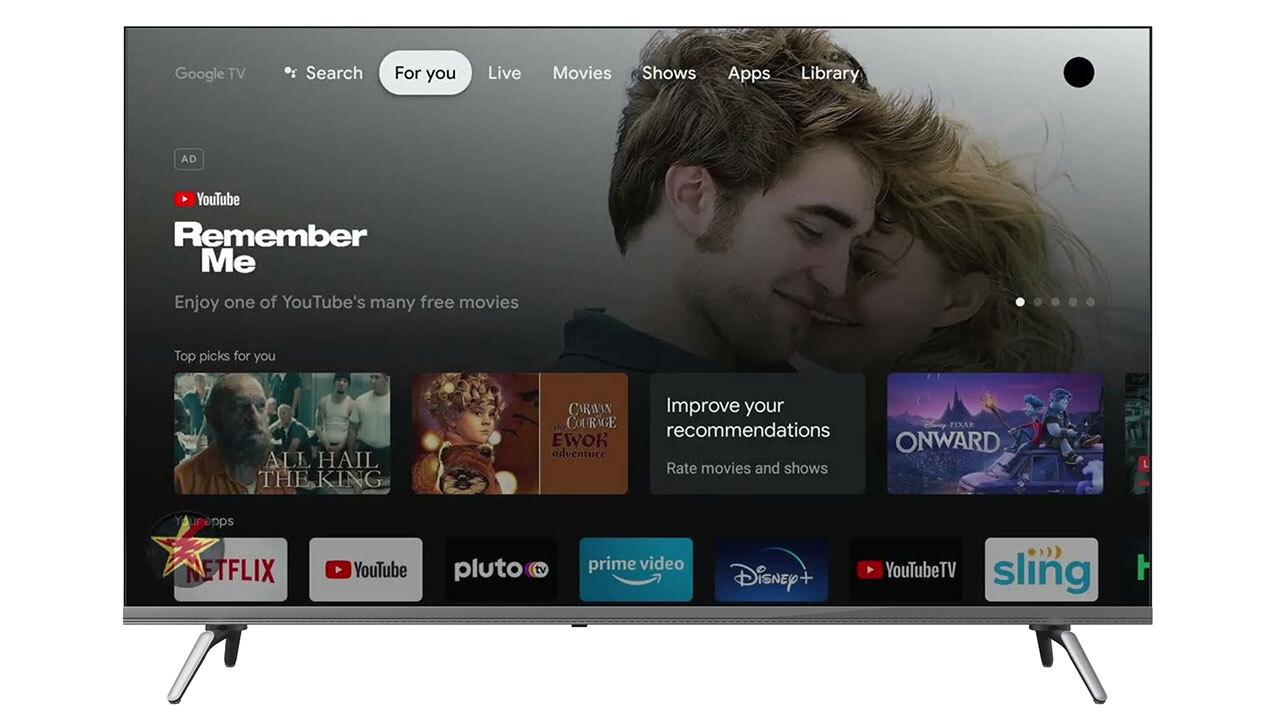 Google TV
Search
For you
Live
Movies
Shows
Apps
Library
AD
YouTube
Remember
Me
Enjoy one of YouTube's many free movies
Top picks for you
ALL HAIL
THE KING
CARAVAN
of COURAGE
the EWOK
adventure
Improve your
recommendations
Rate movies and shows
Disney PIXAR
ONWARD
L
Your apps
NETFLIX
YouTube
pluto tv
prime video
Disney+
YouTubeTV
sling